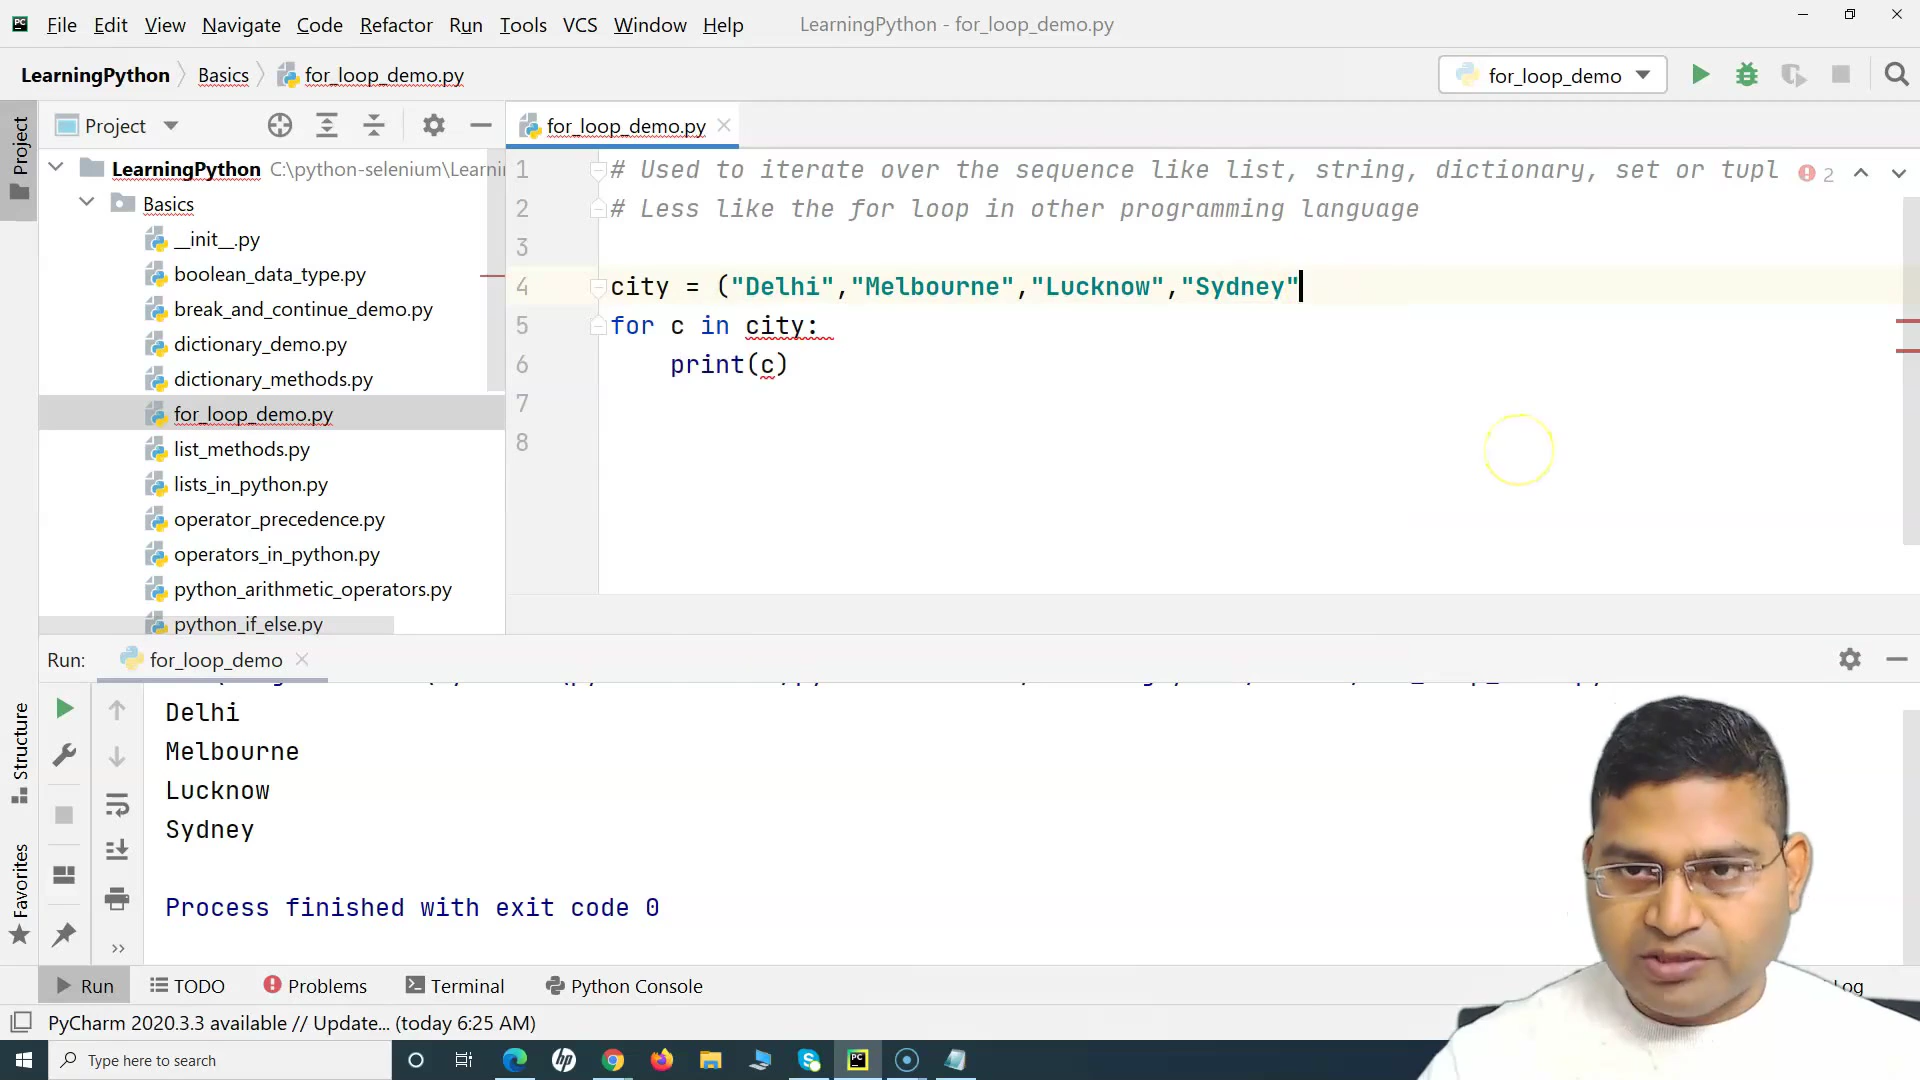 File Edit View Navigate Code Refactor Run Tools VCS Window Help LearningPython - for_loop_demo.py
LearningPython Basics for_loop_demo.py for_loop_demo
Project
Project
for_loop_demo.py
LearningPython C:\python-selenium\Learni
Basics
__init__.py
boolean_data_type.py
break_and_continue_demo.py
dictionary_demo.py
dictionary_methods.py
for_loop_demo.py
list_methods.py
lists_in_python.py
operator_precedence.py
operators_in_python.py
python_arithmetic_operators.py
python_if_else.py
1 # Used to iterate over the sequence like list, string, dictionary, set or tupl 2
2 # Less like the for loop in other programming language
3
4 city = ("Delhi","Melbourne","Lucknow","Sydney"
5 for c in city:
6 print(c)
7
8
Run: for_loop_demo
Delhi
Melbourne
Lucknow
Sydney
Process finished with exit code 0
Structure
Favorites
Run TODO Problems Terminal Python Console Log
PyCharm 2020.3.3 available // Update... (today 6:25 AM)
Type here to search
hp
PC